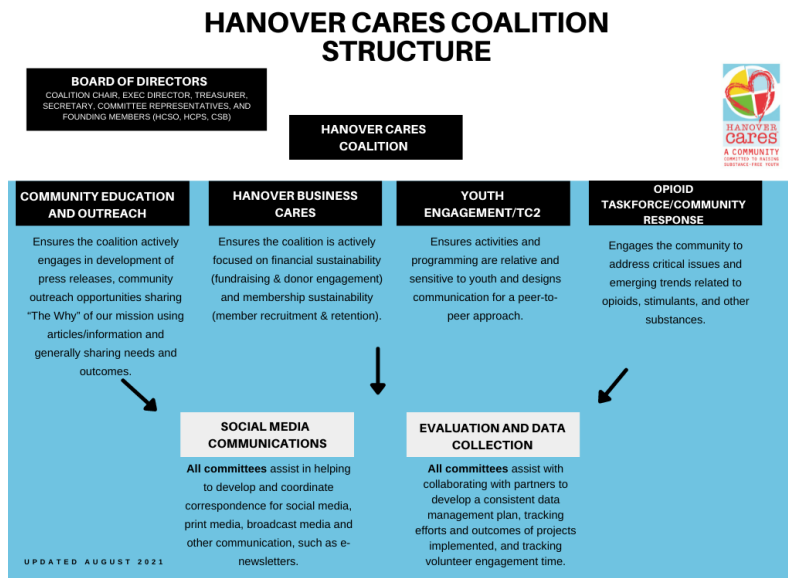 HANOVER CARES COALITION
STRUCTURE
BOARD OF DIRECTORS
COALITION CHAIR, EXEC DIRECTOR, TREASURER,
SECRETARY, COMMITTEE REPRESENTATIVES, AND
FOUNDING MEMBERS (HCSO, HCPS, CSB)
HANOVER CARES
COALITION
HANOVER
cares
A COMMUNITY
COMMITTED TO RAISING
SUBSTANCE-FREE YOUTH
COMMUNITY EDUCATION
AND OUTREACH
Ensures the coalition actively
engages in development of
press releases, community
outreach opportunities sharing
"The Why" of our mission using
articles/information and
generally sharing needs and
outcomes.
HANOVER BUSINESS
CARES
Ensures the coalition is actively
focused on financial sustainability
(fundraising & donor engagement)
and membership sustainability
(member recruitment & retention).
YOUTH
ENGAGEMENT/TC2
Ensures activities and
programming are relative and
sensitive to youth and designs
communication for a peer-to-
peer approach.
OPIOID
TASKFORCE/COMMUNITY
RESPONSE
Engages the community to
address critical issues and
emerging trends related to
opioids, stimulants, and other
substances.
SOCIAL MEDIA
COMMUNICATIONS
All committees assist in helping
to develop and coordinate
correspondence for social media,
print media, broadcast media and
other communication, such as e-
newsletters.
EVALUATION AND DATA
COLLECTION
All committees assist with
collaborating with partners to
develop a consistent data
management plan, tracking
efforts and outcomes of projects
implemented, and tracking
volunteer engagement time.
UPDATED AUGUST 2021